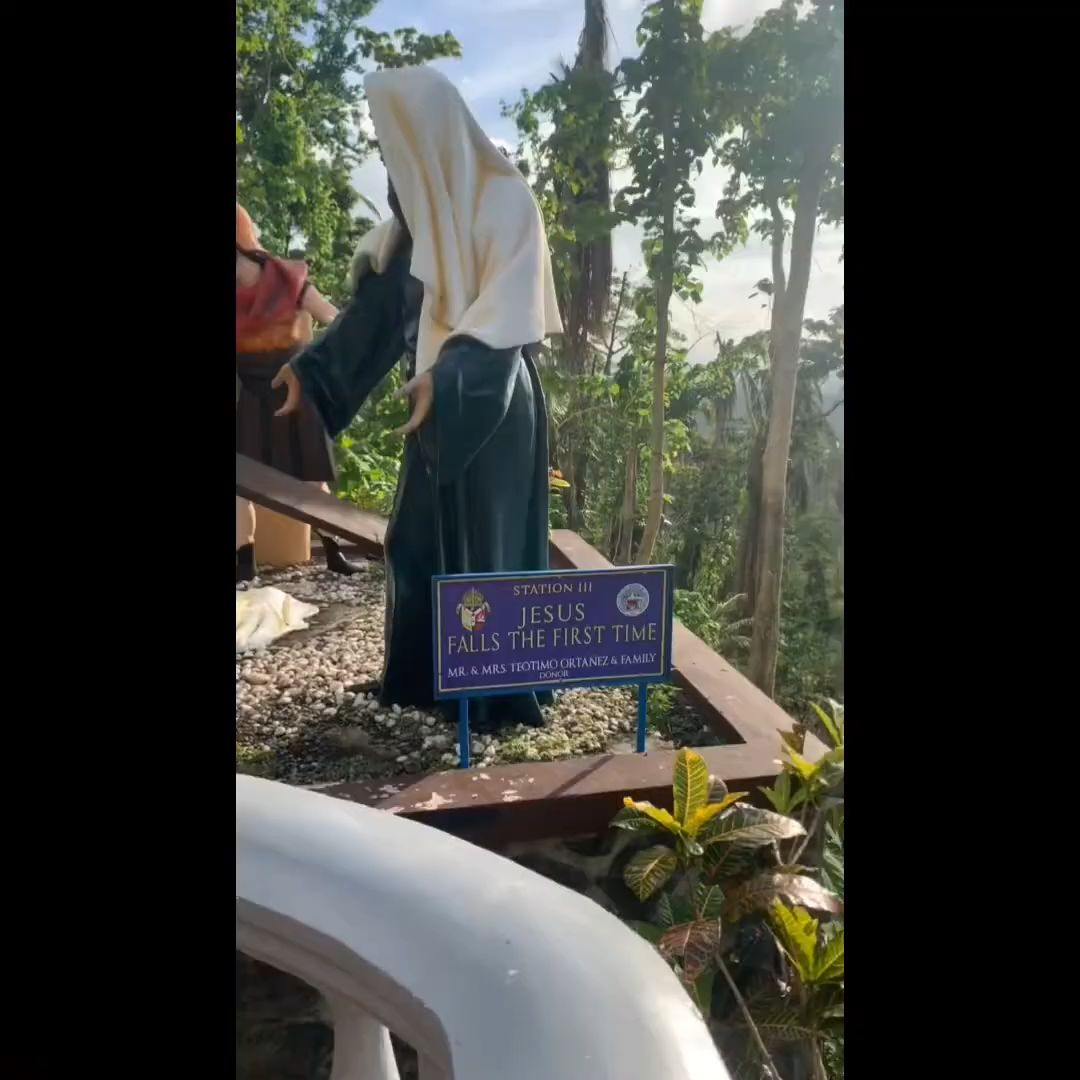 STATION III
JESUS
FALLS THE FIRST TIME
MR. & MRS. TEOTIMO ORTANEZ & FAMILY
DONOR